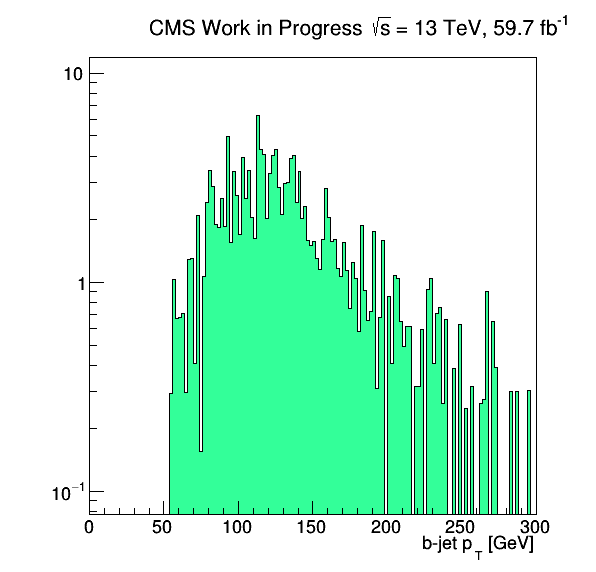 CMS Work in Progress √s = 13 TeV, 59.7 fb⁻¹
10
1
10⁻¹
0 50 100 150 200 250 300
b-jet p_T [GeV]